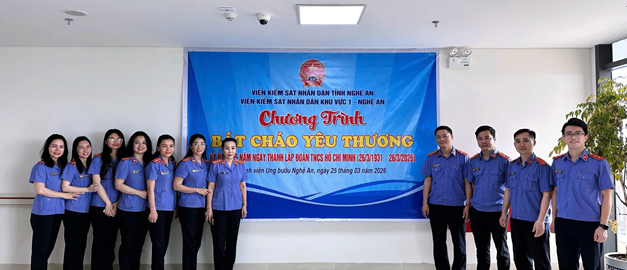 VIỆN KIỂM SÁT NHÂN DÂN TỈNH NGHỆ AN
VIỆN KIỂM SÁT NHÂN DÂN KHU VỰC 1 - NGHỆ AN
Chương Trình
BÁT CHÁO YÊU THƯƠNG
NĂM NGÀY THÀNH LẬP ĐOÀN TNCS HỒ CHÍ MINH (26/3/1931 26/3/2026)
viện Ung bướu Nghệ An, ngày 25 tháng 03 năm 2026